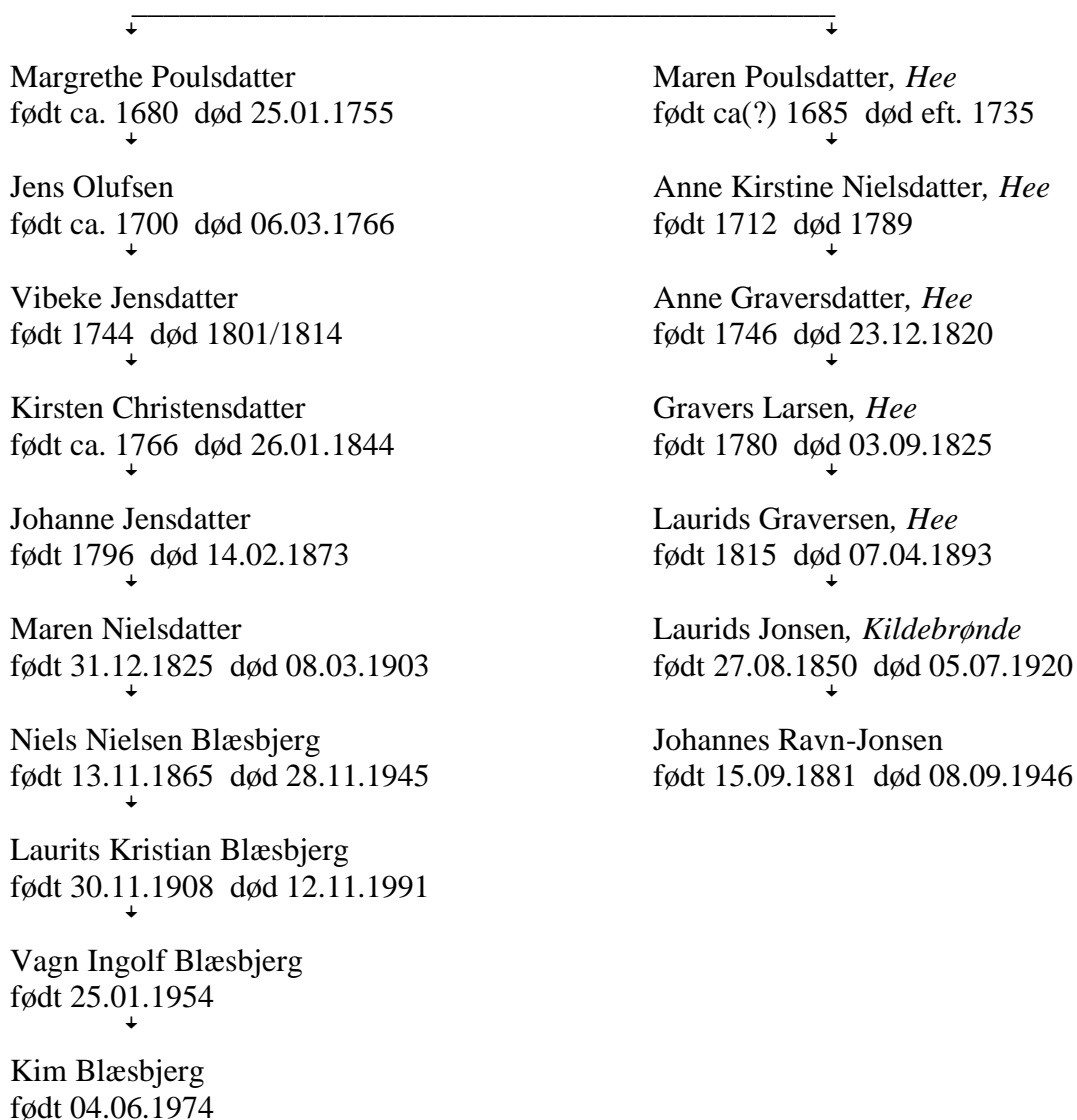 Margrethe Poulsdatter
født ca. 1680 død 25.01.1755
Jens Olufsen
født ca. 1700 død 06.03.1766
Vibeke Jensdatter
født 1744 død 1801/1814
Kirsten Christensdatter
født ca. 1766 død 26.01.1844
Johanne Jensdatter
født 1796 død 14.02.1873
Maren Nielsdatter
født 31.12.1825 død 08.03.1903
Niels Nielsen Blæsbjerg
født 13.11.1865 død 28.11.1945
Laurits Kristian Blæsbjerg
født 30.11.1908 død 12.11.1991
Vagn Ingolf Blæsbjerg
født 25.01.1954
Kim Blæsbjerg
født 04.06.1974
Maren Poulsdatter, Hee
født ca(?) 1685 død eft. 1735
Anne Kirstine Nielsdatter, Hee
født 1712 død 1789
Anne Graversdatter, Hee
født 1746 død 23.12.1820
Gravers Larsen, Hee
født 1780 død 03.09.1825
Laurids Graversen, Hee
født 1815 død 07.04.1893
Laurids Jonsen, Kildebrønde
født 27.08.1850 død 05.07.1920
Johannes Ravn-Jonsen
født 15.09.1881 død 08.09.1946